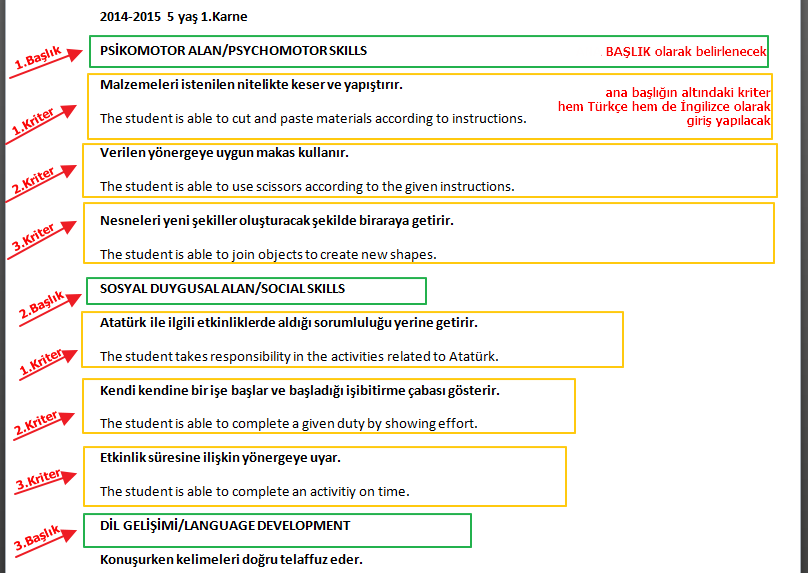 2014-2015 5 yaş 1.Karne
1.Başlık
PSİKOMOTOR ALAN/PSYCHOMOTOR SKILLS
BAŞLIK olarak belirlenecek
1.Kriter
Malzemeleri istenilen nitelikte keser ve yapıştırır.
The student is able to cut and paste materials according to instructions.
ana başlığın altındaki kriter
hem Türkçe hem de İngilizce olarak
giriş yapılacak
2.Kriter
Verilen yönergeye uygun makas kullanır.
The student is able to use scissors according to the given instructions.
3.Kriter
Nesneleri yeni şekiller oluşturacak şekilde biraraya getirir.
The student is able to join objects to create new shapes.
2.Başlık
SOSYAL DUYGUSAL ALAN/SOCIAL SKILLS
1.Kriter
Atatürk ile ilgili etkinliklerde aldığı sorumluluğu yerine getirir.
The student takes responsibility in the activities related to Atatürk.
2.Kriter
Kendi kendine bir işe başlar ve başladığı işibitirme çabası gösterir.
The student is able to complete a given duty by showing effort.
3.Kriter
Etkinlik süresine ilişkin yönergeye uyar.
The student is able to complete an activitiy on time.
3.Başlık
DİL GELİŞİMİ/LANGUAGE DEVELOPMENT
Konuşurken kelimeleri doğru telaffuz eder.